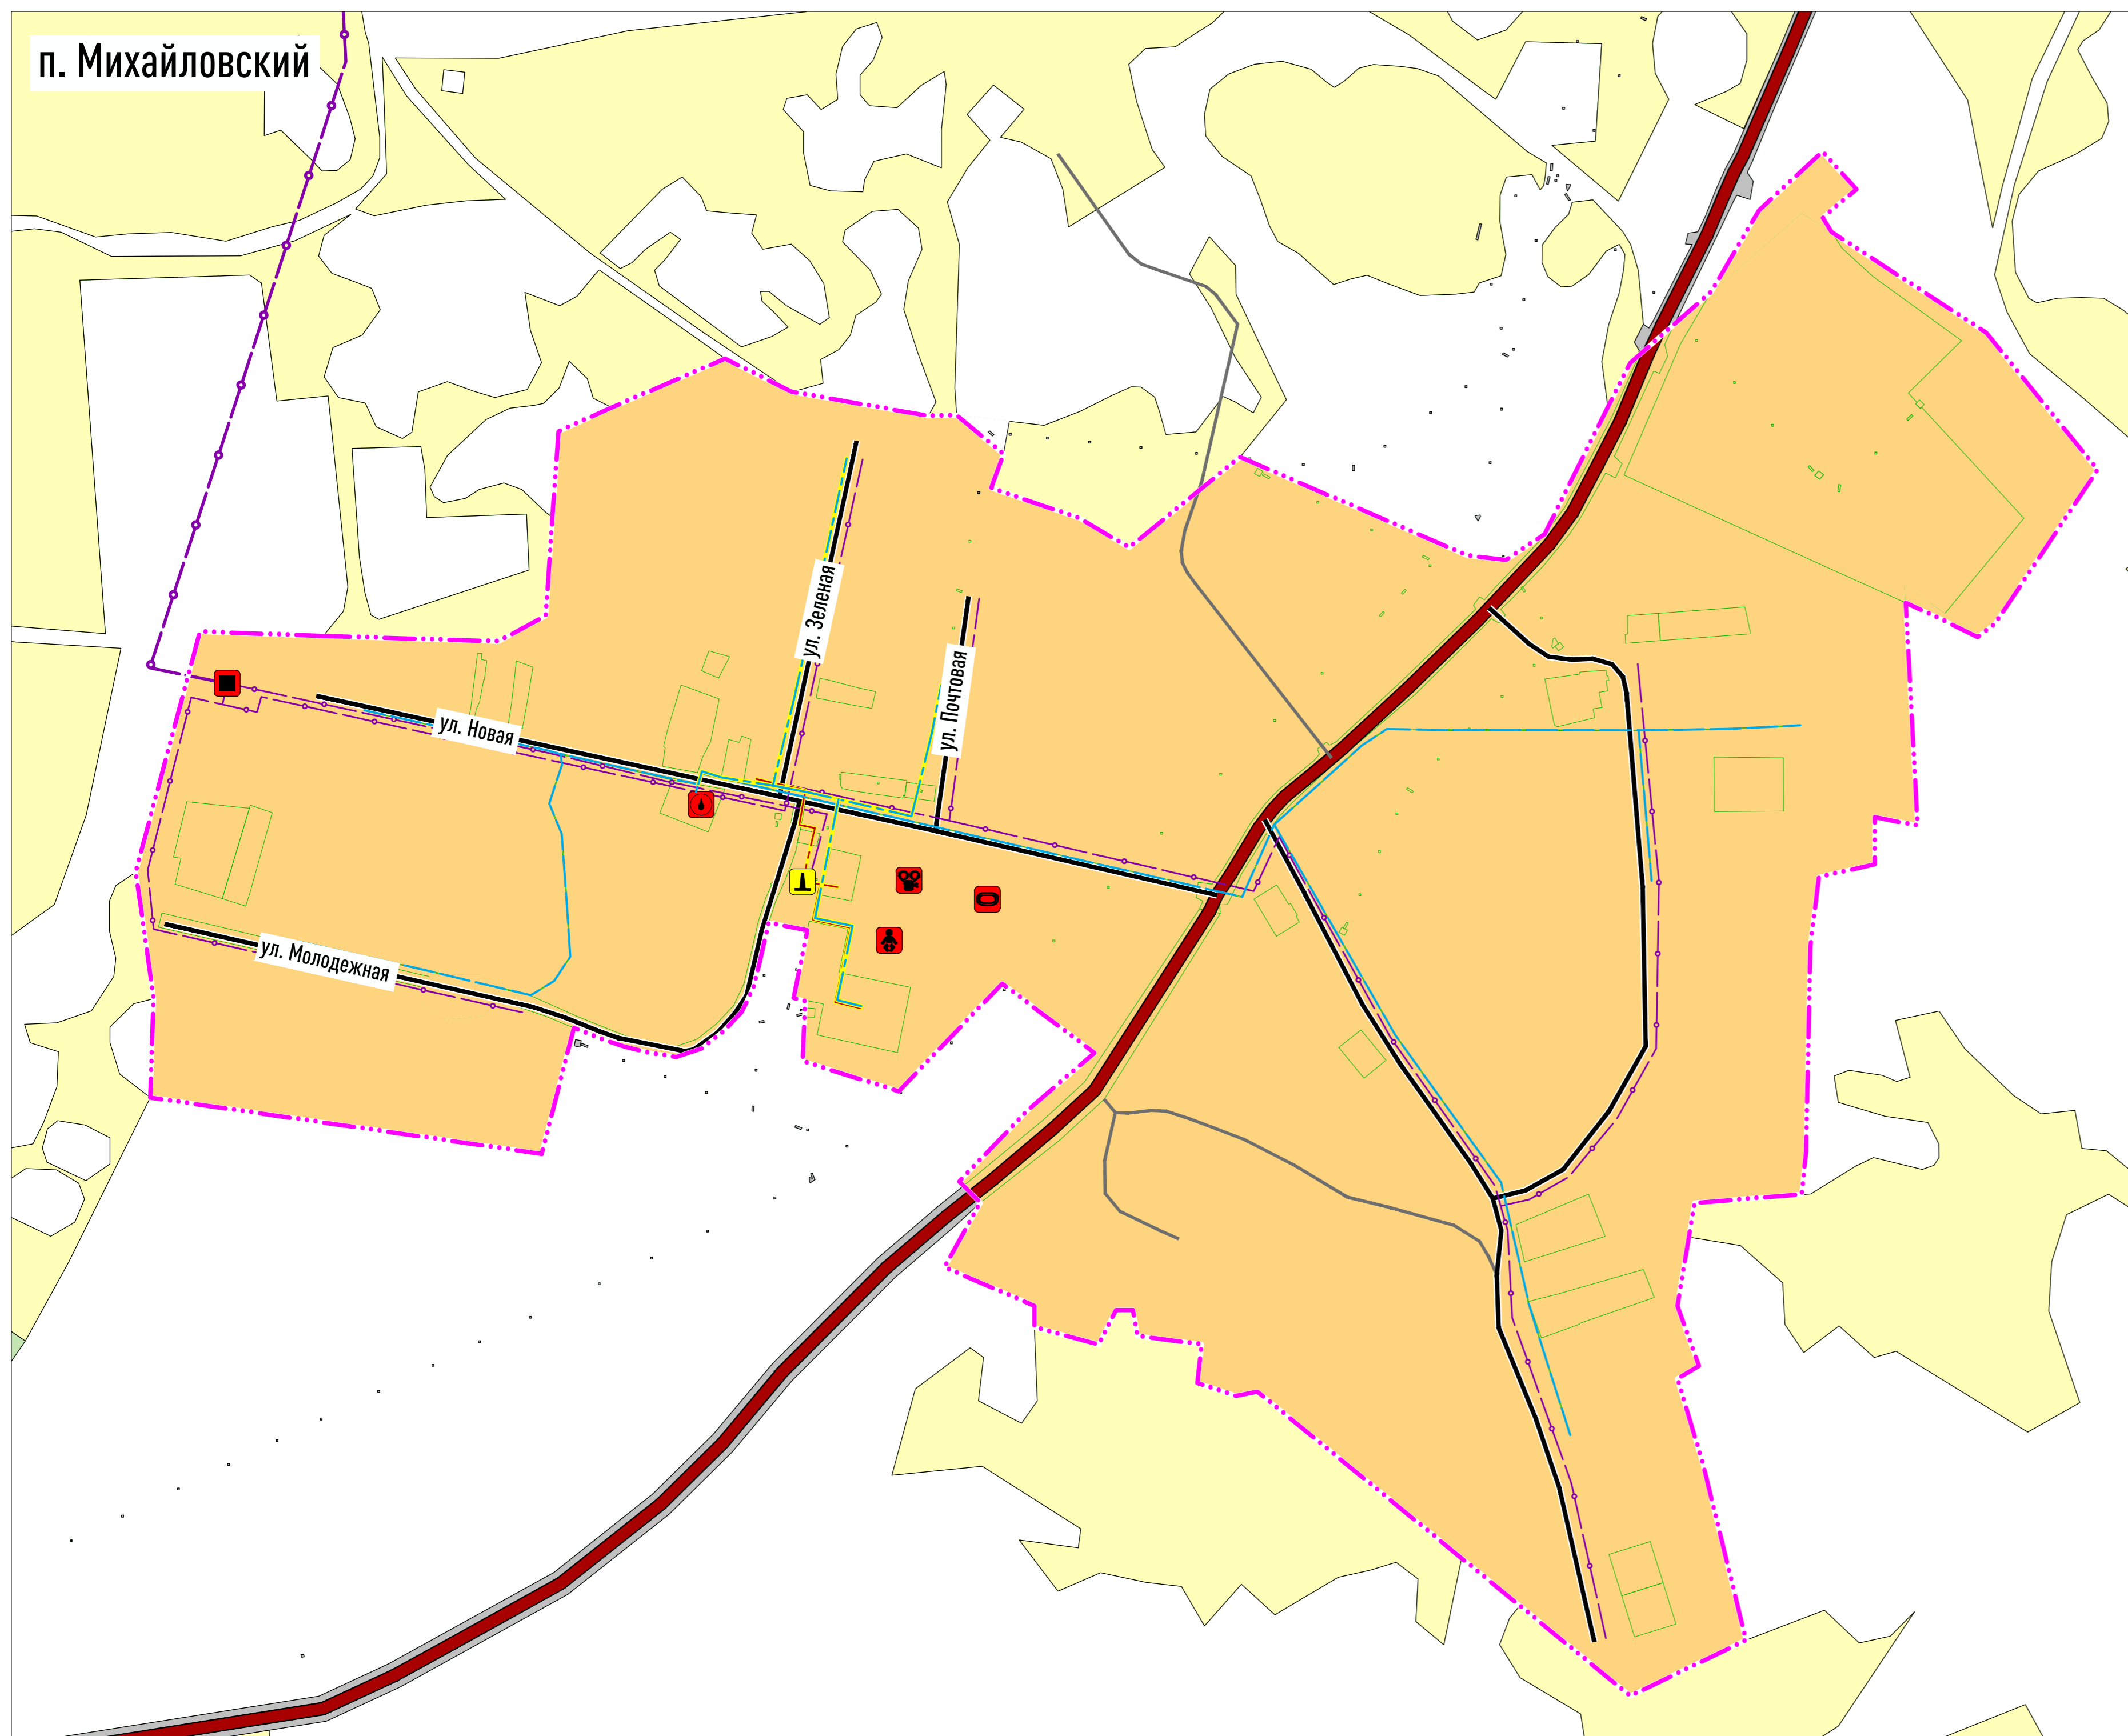 п. Михайловский
ул. Зеленая
ул. Почтовая
ул. Новая
ул. Молодежная